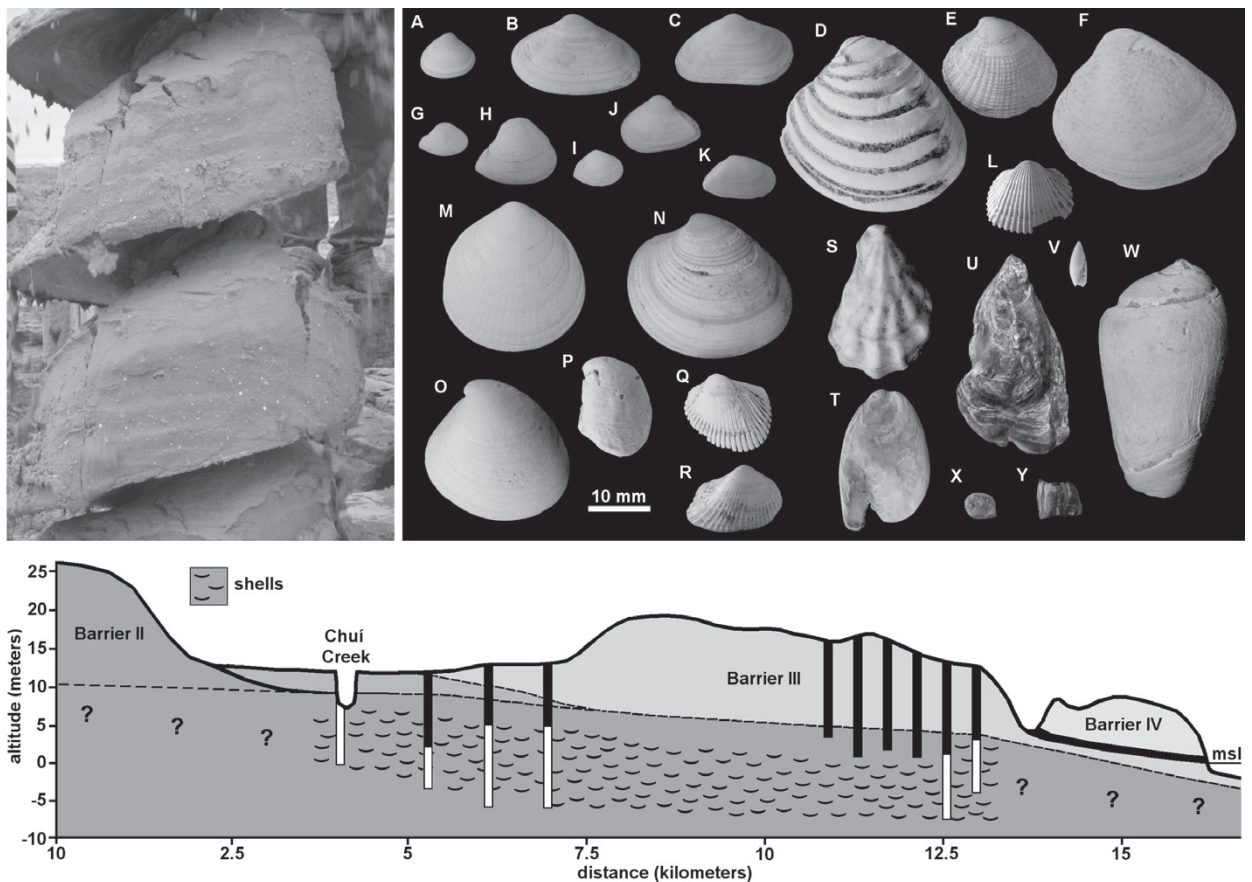 A
B
C
D
E
F
G
H
I
J
K
L
M
N
O
P
Q
R
S
T
U
V
W
X
Y
10 mm
altitude (meters)
25
20
15
10
5
0
-5
-10
shells
Barrier II
Chuí
Creek
Barrier III
Barrier IV
msl
? ? ? ? ? ?
10 2.5 5 7.5 10 12.5 15
distance (kilometers)